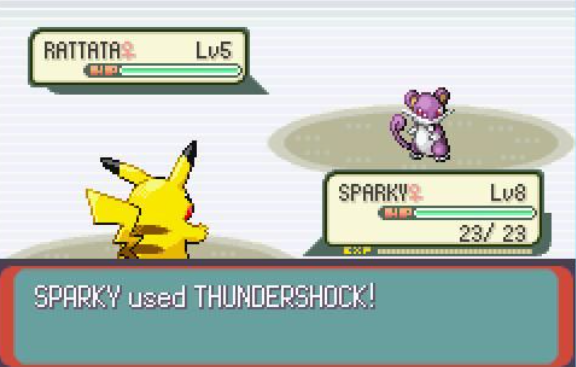 RATTATA♀ Lv5
HP
SPARKY♀ Lv8
HP
23/ 23
EXP
SPARKY used THUNDERSHOCK!